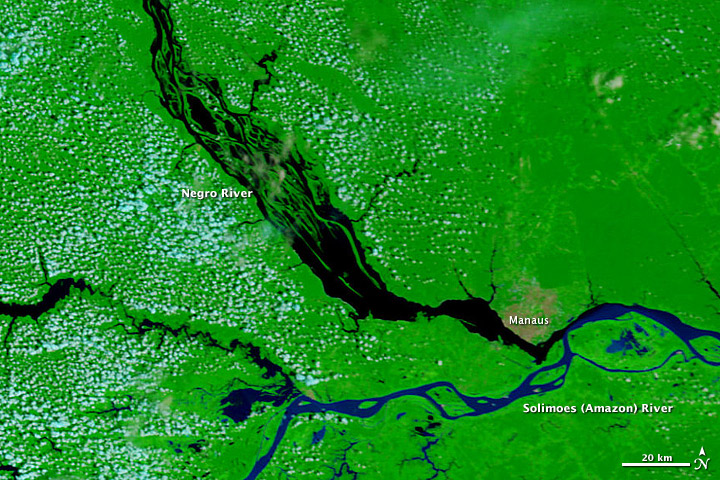 Negro River
Manaus
Solimoes (Amazon) River
20 km
N